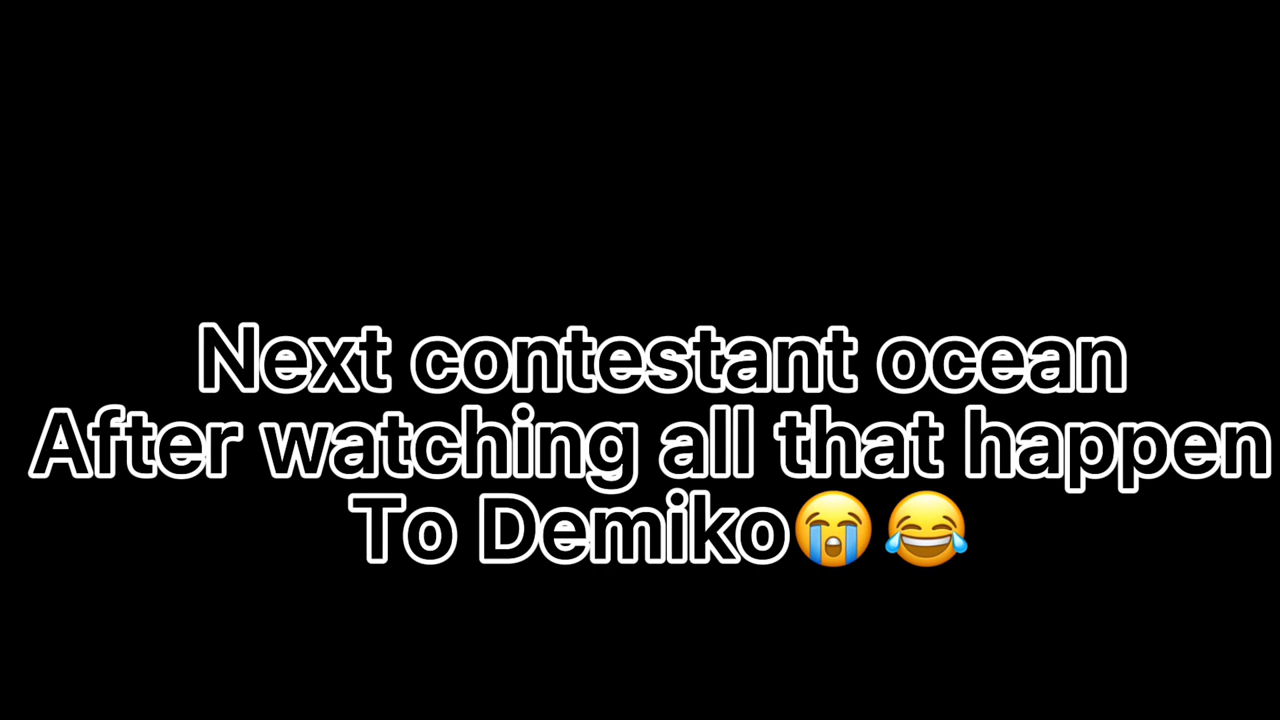 Next contestant ocean
After watching all that happen
To Demiko😭😂